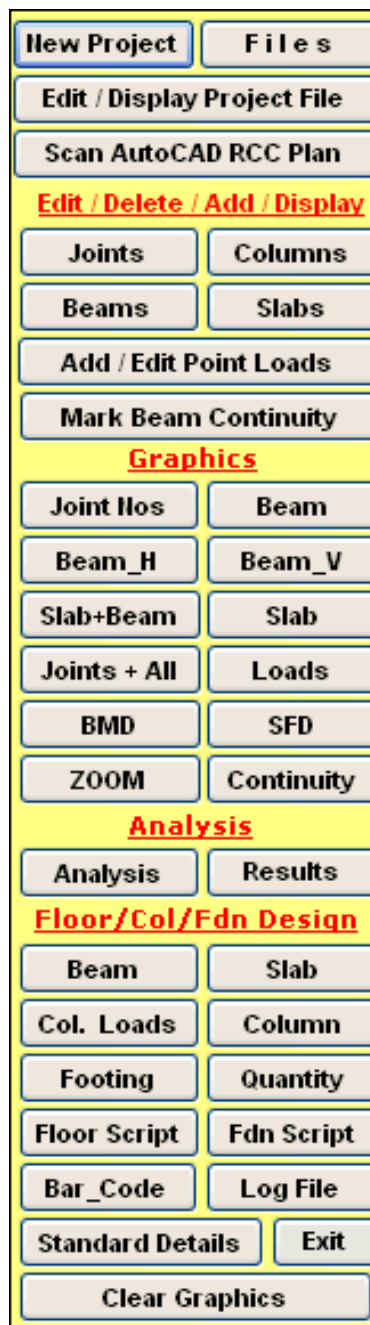 New Project F i l e s
Edit / Display Project File
Scan AutoCAD RCC Plan
Edit / Delete / Add / Display
Joints Columns
Beams Slabs
Add / Edit Point Loads
Mark Beam Continuity
Graphics
Joint Nos Beam
Beam_H Beam_V
Slab+Beam Slab
Joints + All Loads
BMD SFD
ZOOM Continuity
Analysis
Analysis Results
Floor/Col/Fdn Design
Beam Slab
Col. Loads Column
Footing Quantity
Floor Script Fdn Script
Bar_Code Log File
Standard Details Exit
Clear Graphics